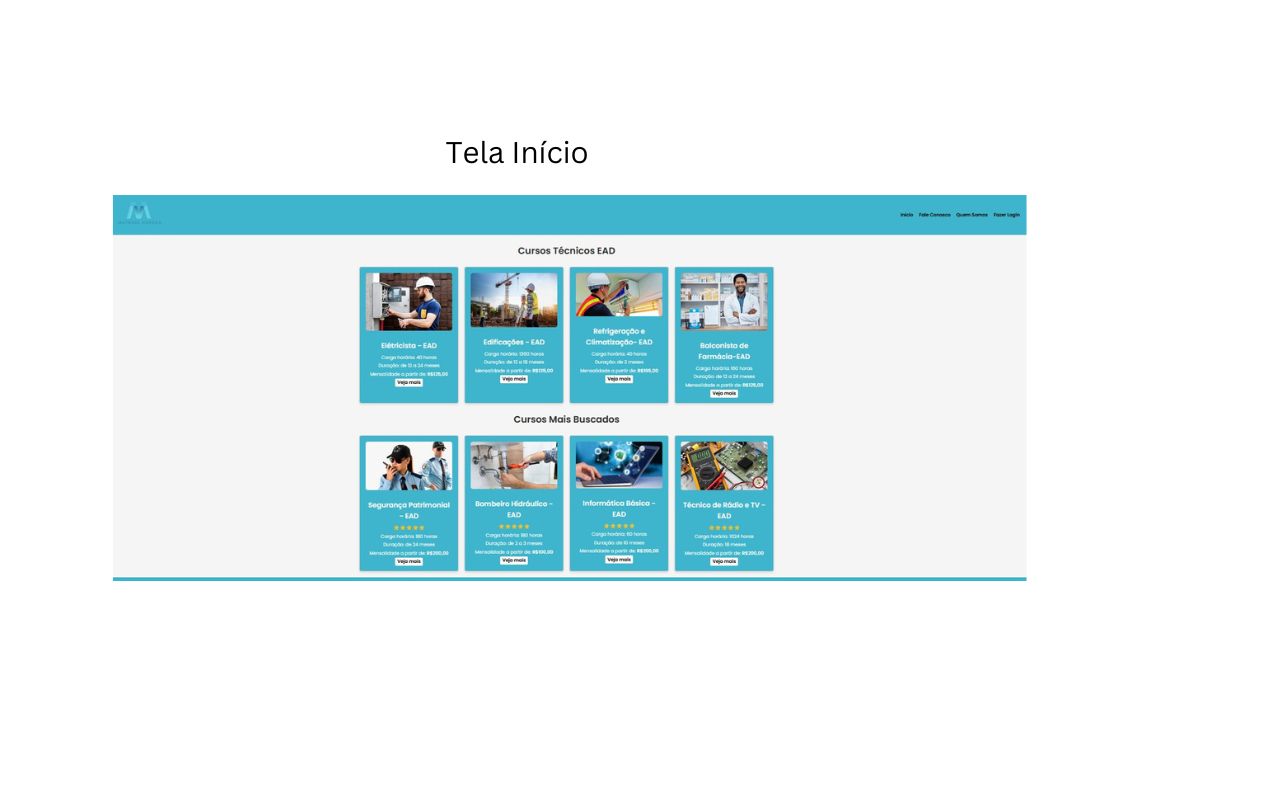 Tela Início
Início Fale Conosco Quem Somos Fazer Login
Cursos Técnicos EAD
Elétricista - EAD
Carga horária: 40 horas
Duração: de 12 a 24 meses
Mensalidade a partir de: R$125,00
Veja mais
Edificações - EAD
Carga horária: 1360 horas
Duração: de 12 a 18 meses
Mensalidade a partir de:
Veja mais
Refrigeração e
Climatização- EAD
Carga horária: 40 horas
Duração: de 2 meses
Mensalidade a partir de:
Veja mais
Balconista de
Farmácia-EAD
Carga horária: 160 horas
Duração: de 12 a 24 meses
Mensalidade a partir de: R$125,00
Veja mais
Cursos Mais Buscados
Segurança Patrimonial
- EAD
Carga horária: 180 horas
Duração: de 24 meses
Mensalidade a partir de: R$200,00
Veja mais
Bombeiro Hidráulico -
EAD
Carga horária: 180 horas
Duração: de 2 a 3 meses
Mensalidade a partir de: R$100,00
Veja mais
Informática Básica -
EAD
Carga horária: 60 horas
Duração: de 10 meses
Mensalidade a partir de: R$200,00
Veja mais
Técnico de Rádio e TV -
EAD
Carga horária: 1024 horas
Duração: 18 meses
Mensalidade a partir de: R$200,00
Veja mais